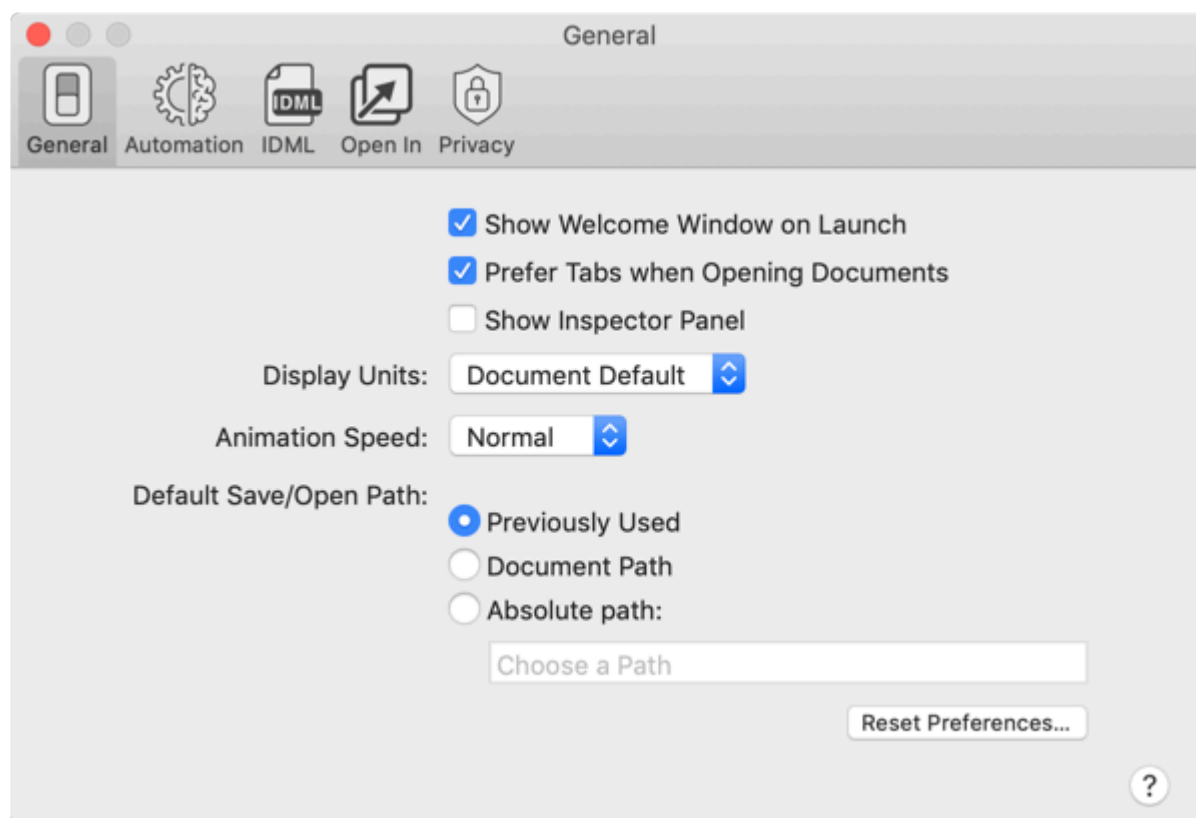 General
IDML
General Automation IDML Open In Privacy
Show Welcome Window on Launch
Prefer Tabs when Opening Documents
Show Inspector Panel
Display Units: Document Default
Animation Speed: Normal
Default Save/Open Path:
Previously Used
Document Path
Absolute path:
Choose a Path
Reset Preferences...
?